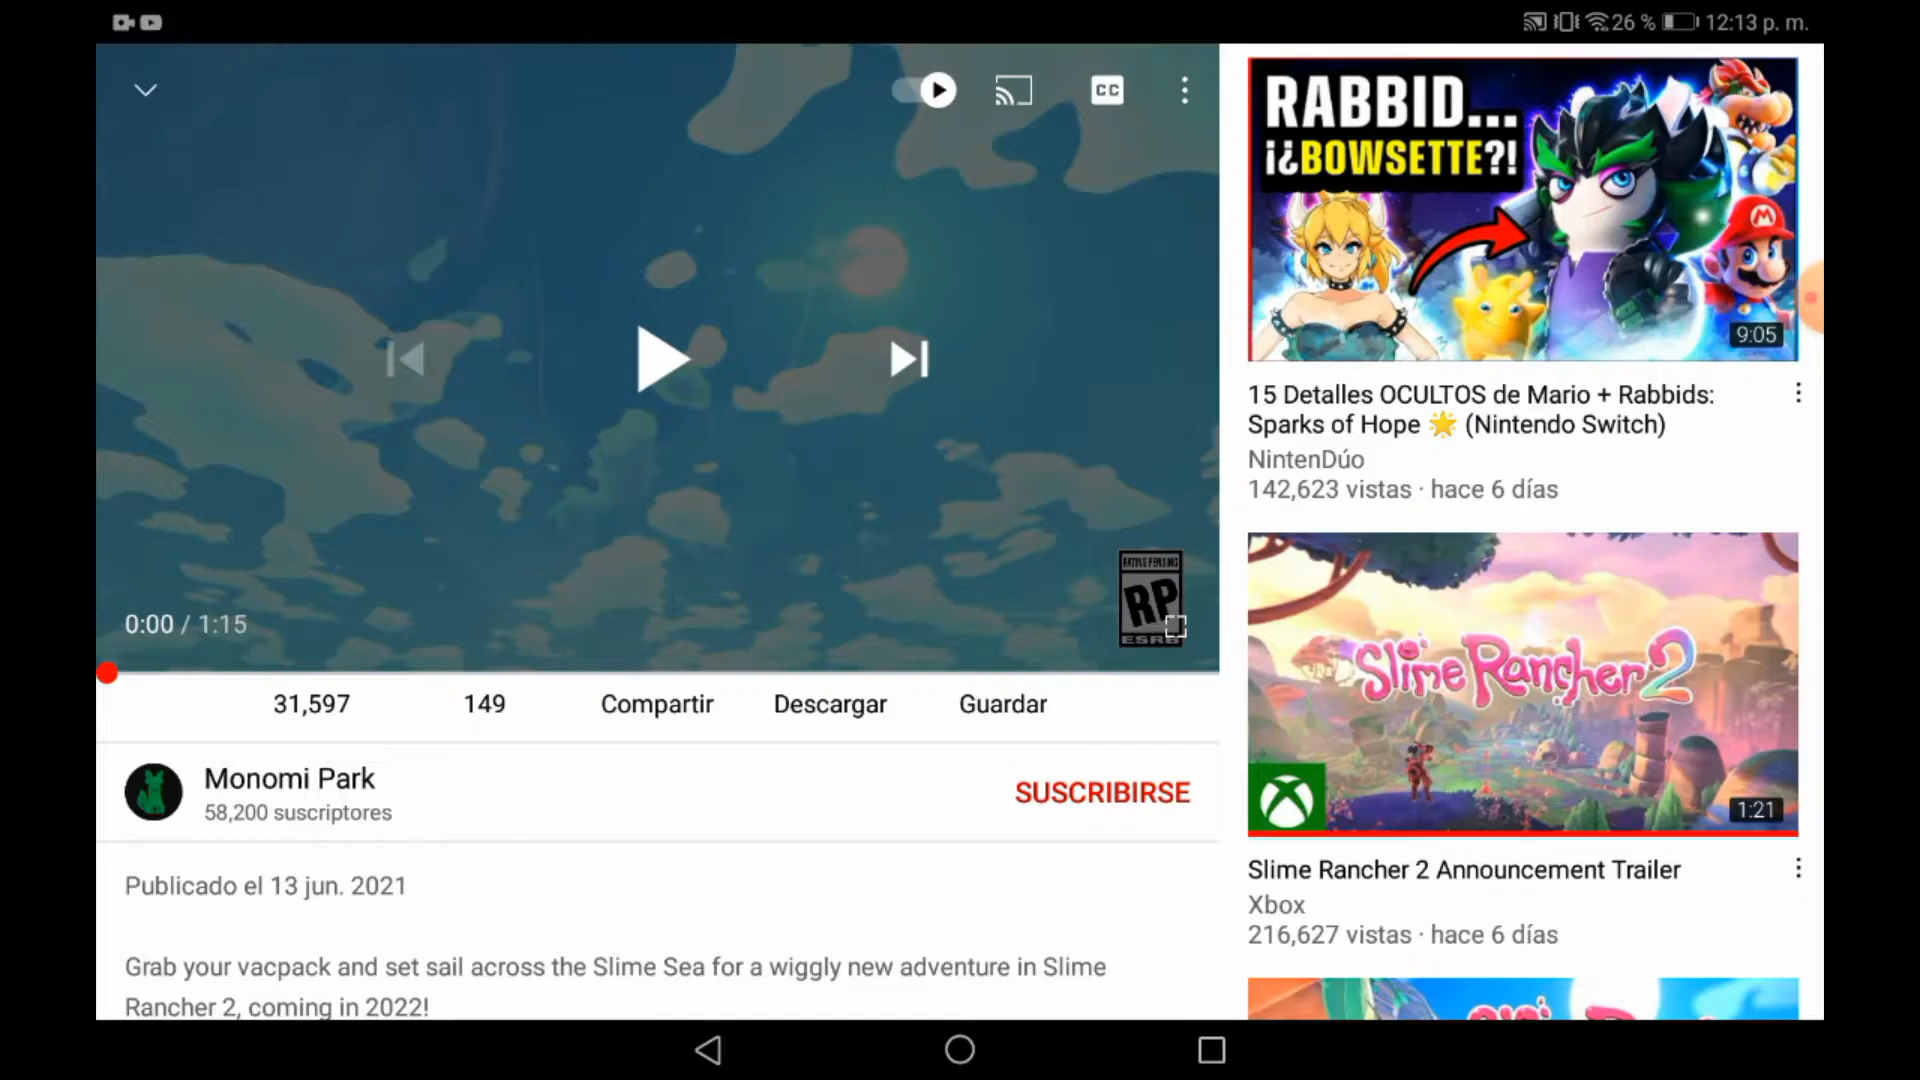 26 % 12:13 p. m.
CC
RATING PENDING
RP
ESRB
0:00 / 1:15
31,597
149
Compartir
Descargar
Guardar
Monomi Park
58,200 suscriptores
SUSCRIBIRSE
Publicado el 13 jun. 2021
Grab your vacpack and set sail across the Slime Sea for a wiggly new adventure in Slime
Rancher 2, coming in 2022!
RABBID...
¡¿BOWSETTE?!
M
9:05
15 Detalles OCULTOS de Mario + Rabbids:
Sparks of Hope 🌟 (Nintendo Switch)
NintenDúo
142,623 vistas · hace 6 días
Slime Rancher 2
1:21
Slime Rancher 2 Announcement Trailer
Xbox
216,627 vistas · hace 6 días